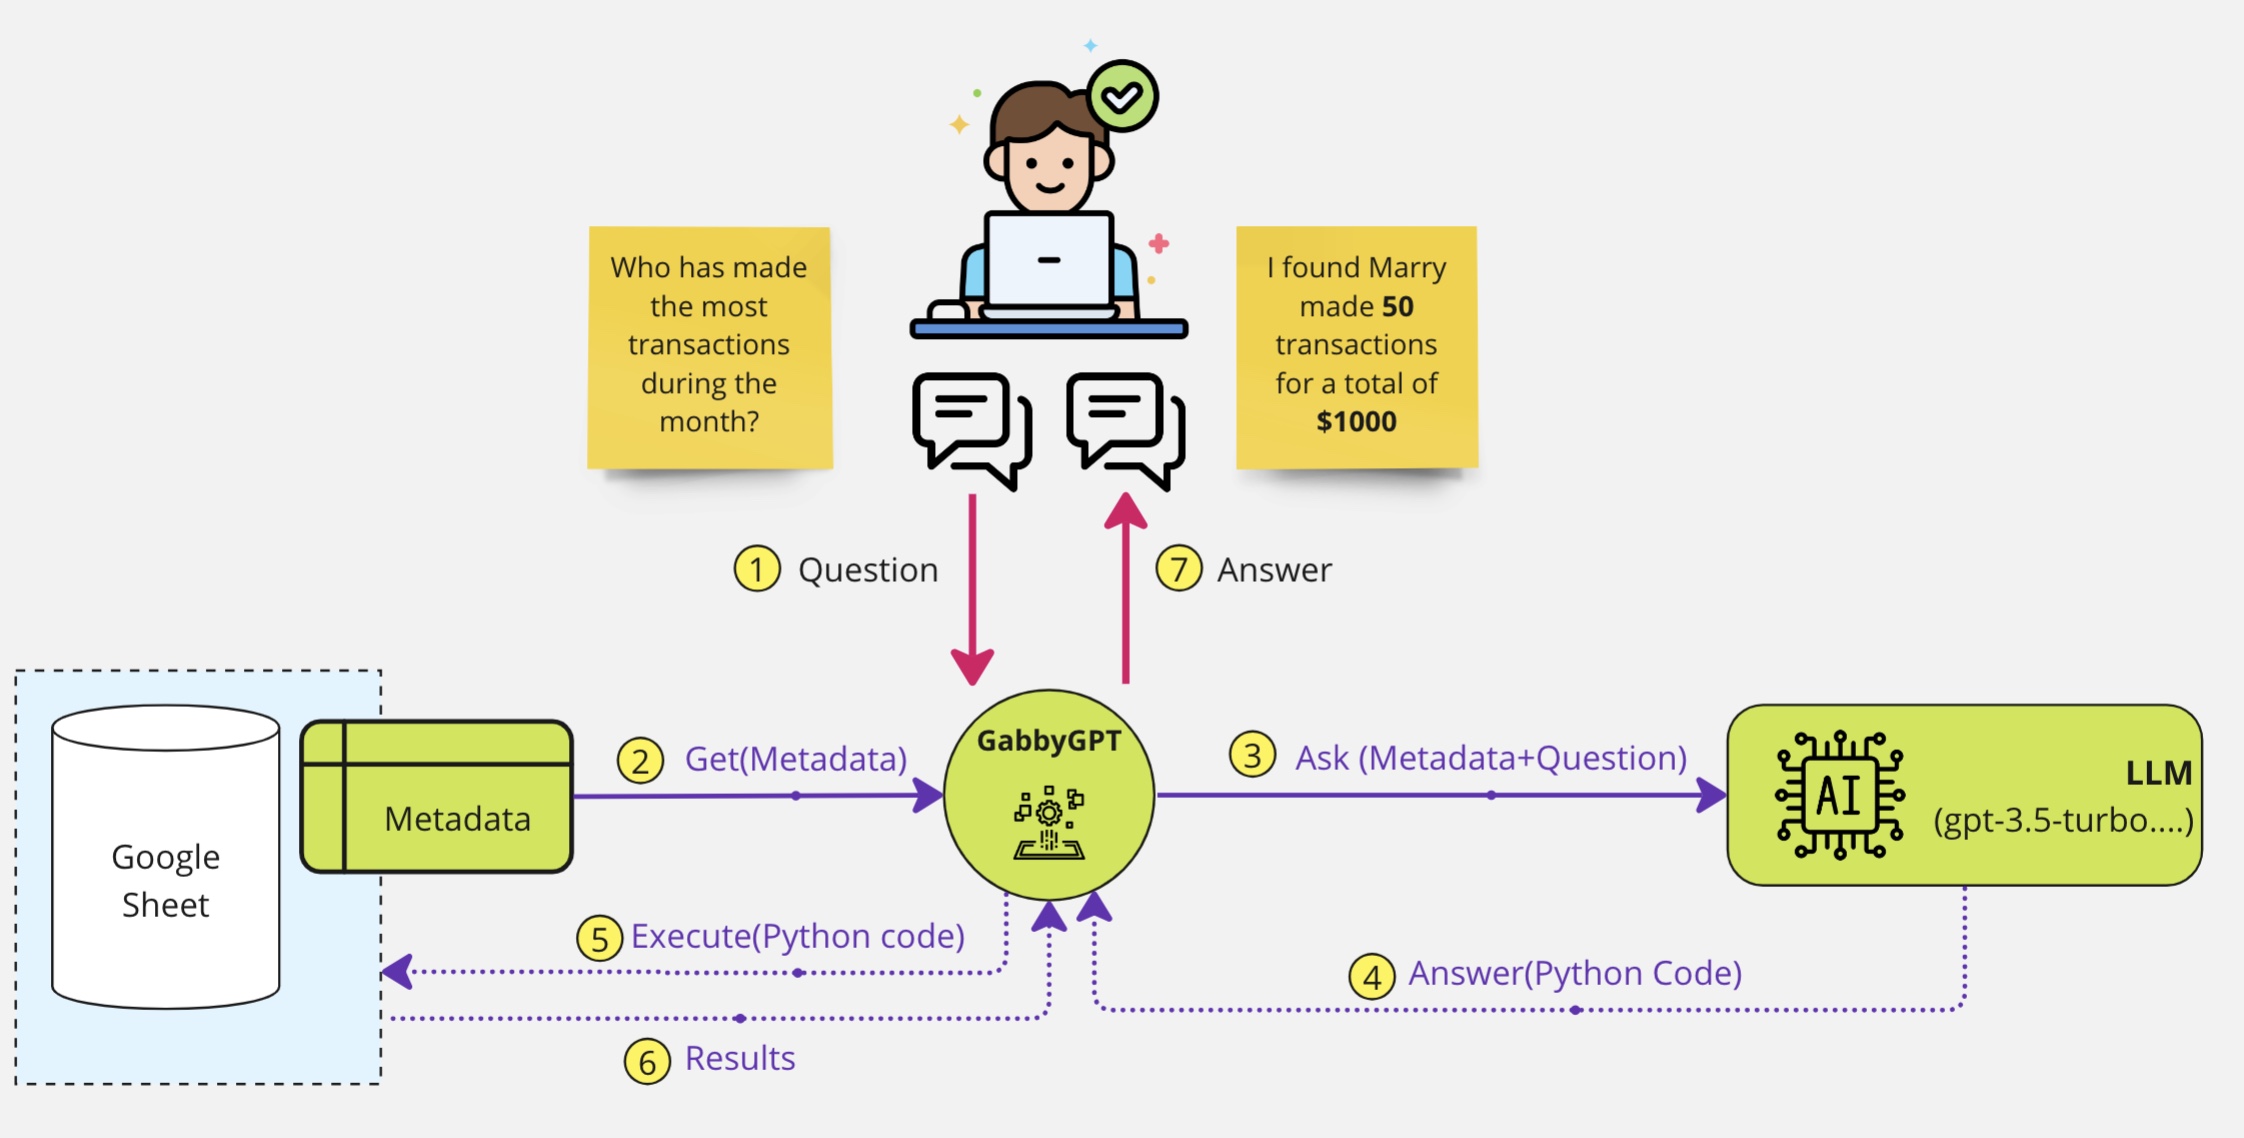 Who has made
the most
transactions
during the
month?
I found Marry
made 50
transactions
for a total of
$1000
1 Question
7 Answer
Google
Sheet
Metadata
2 Get(Metadata)
GabbyGPT
3 Ask (Metadata+Question)
AI
LLM
(gpt-3.5-turbo....)
5 Execute(Python code)
4 Answer(Python Code)
6 Results